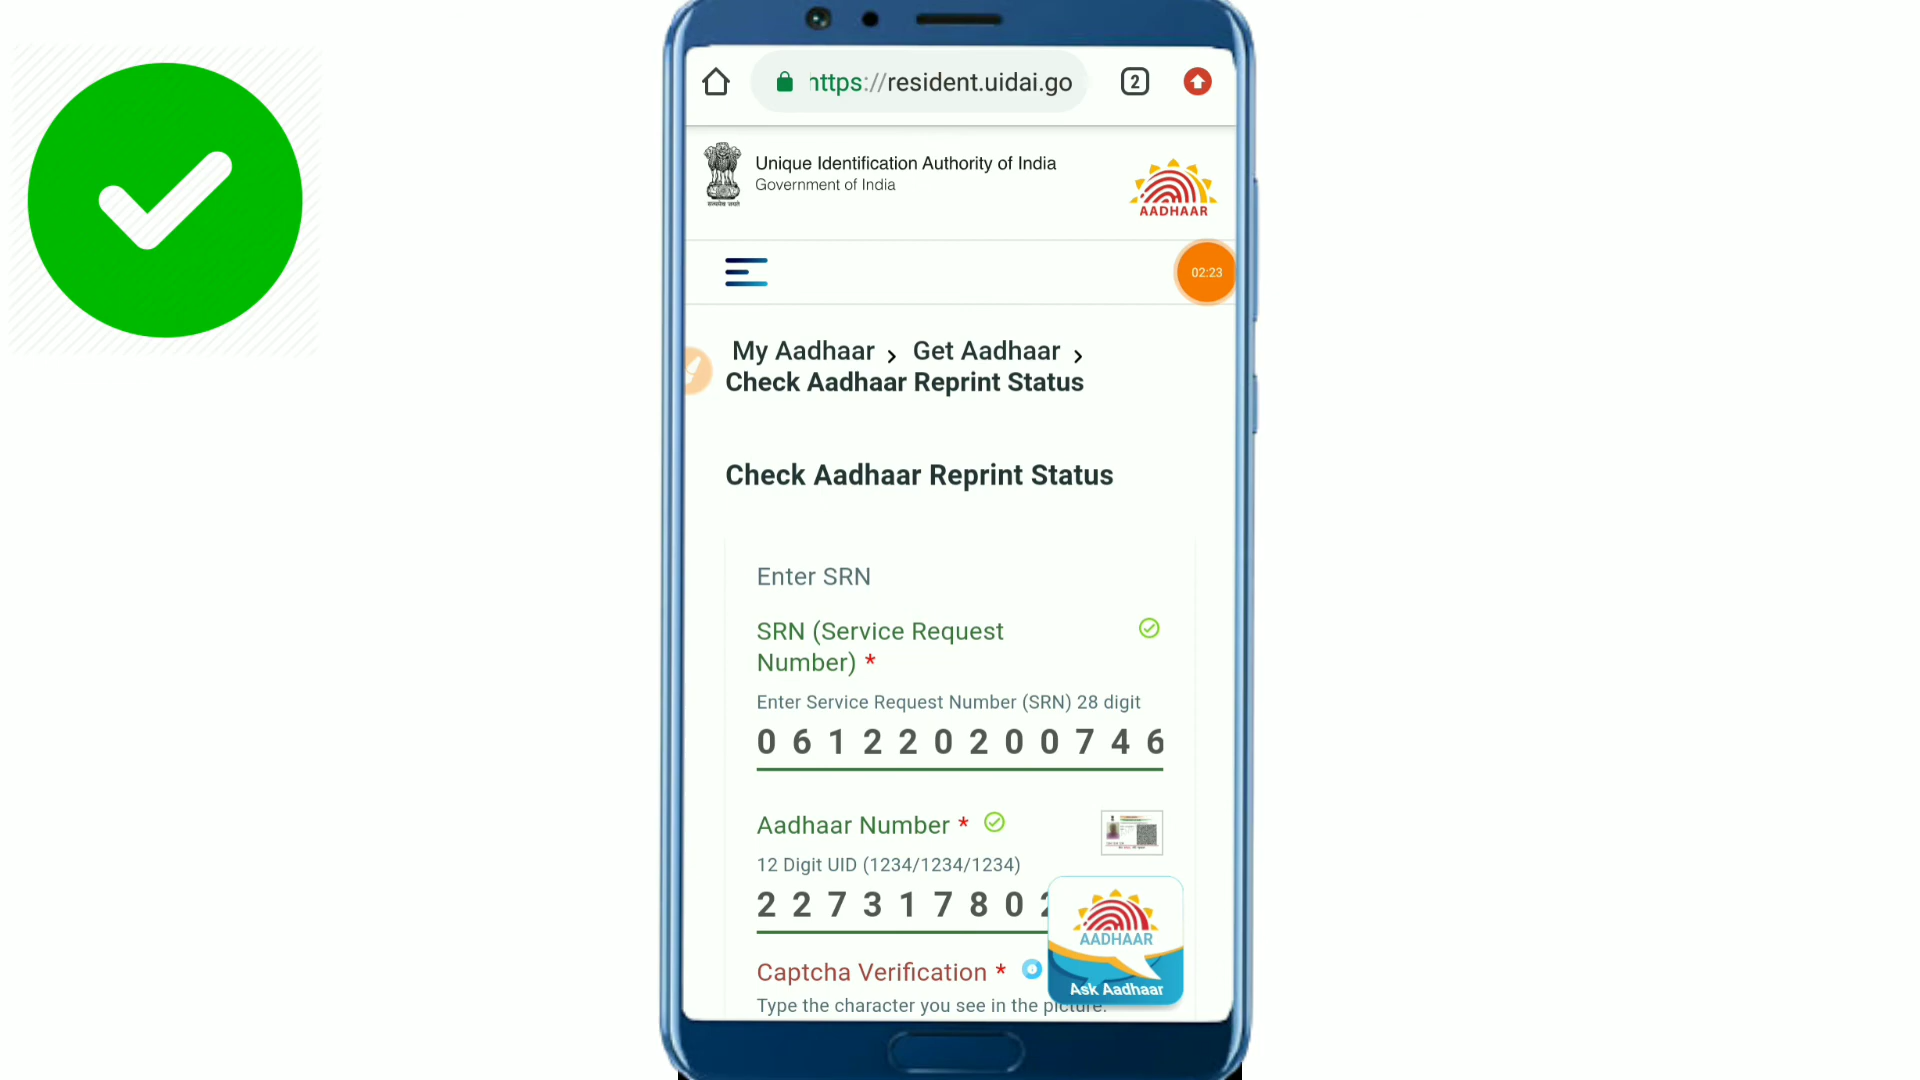 https://resident.uidai.go
2
Unique Identification Authority of India
Government of India
AADHAAR
02:23
My Aadhaar › Get Aadhaar ›
Check Aadhaar Reprint Status
Check Aadhaar Reprint Status
Enter SRN
SRN (Service Request
Number) *
Enter Service Request Number (SRN) 28 digit
0 6 1 2 2 0 2 0 0 7 4 6
Aadhaar Number *
12 Digit UID (1234/1234/1234)
2 2 7 3 1 7 8 0
AADHAAR
Ask Aadhaar
Captcha Verification *
Type the character you see in the picture.